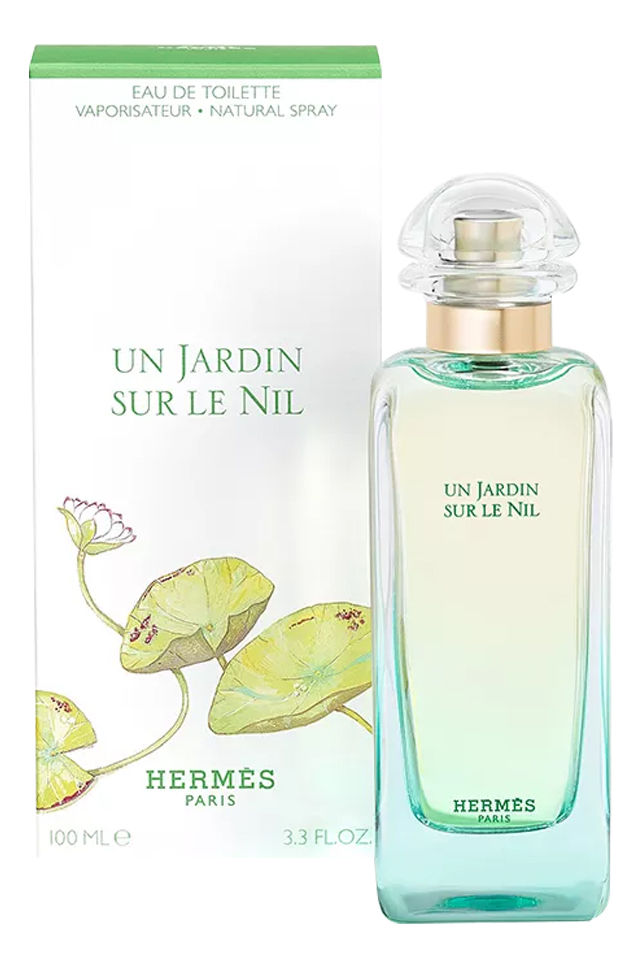 EAU DE TOILETTE
VAPORISATEUR • NATURAL SPRAY
UN JARDIN
SUR LE NIL
HERMÈS
PARIS
100 ML ℮
3.3 FL.OZ.
UN JARDIN
SUR LE NIL
HERMÈS
PARIS